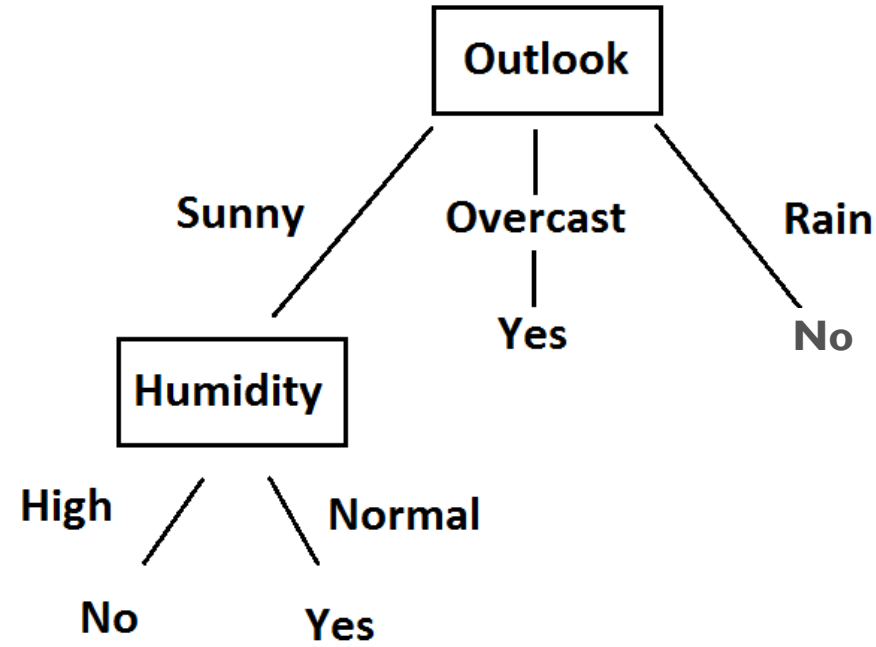 Outlook
Sunny
Overcast
Rain
Yes
No
Humidity
High
Normal
No
Yes